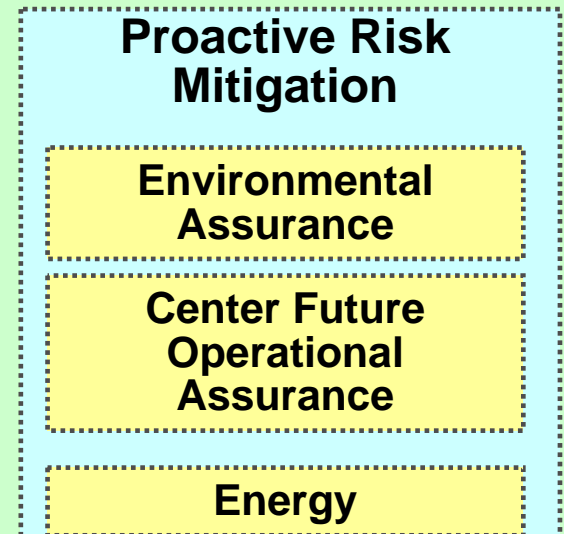 Proactive Risk
Mitigation
Environmental
Assurance
Center Future
Operational
Assurance
Energy